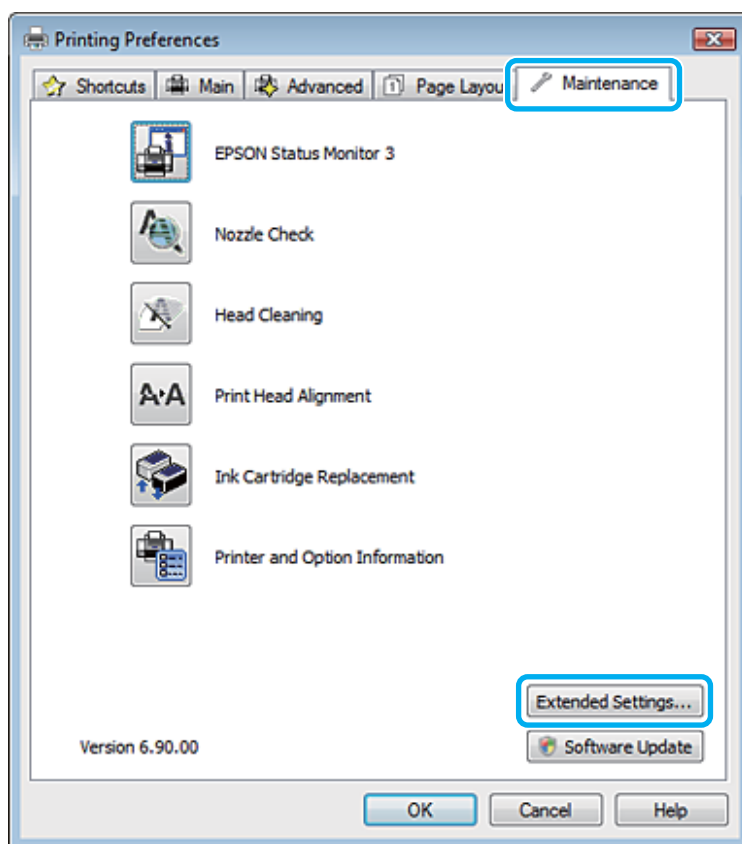 Printing Preferences
Shortcuts Main Advanced 1 Page Layou Maintenance
EPSON Status Monitor 3
Nozzle Check
Head Cleaning
A A
Print Head Alignment
Ink Cartridge Replacement
Printer and Option Information
Extended Settings...
Version 6.90.00 Software Update
OK Cancel Help